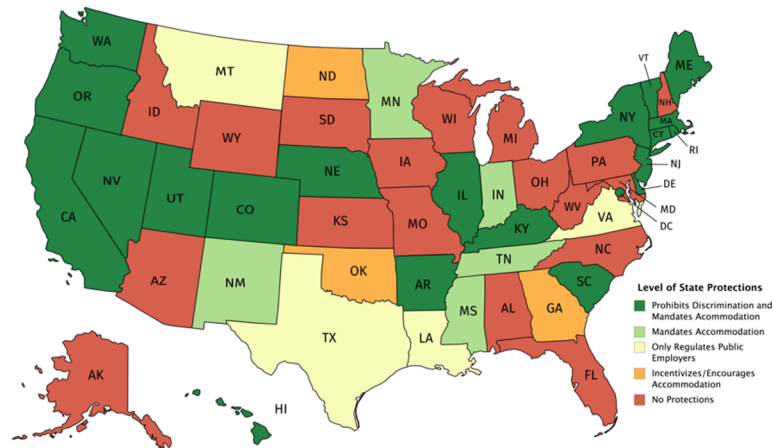 WA
MT
ND
MN
VT
ME
OR
ID
SD
WI
MI
NY
NH
MA
CT
RI
WY
IA
PA
NJ
NV
UT
NE
IL
IN
OH
DE
MD
DC
CA
CO
KS
MO
KY
WV
VA
AZ
NM
OK
AR
TN
NC
SC
MS
AL
GA
TX
LA
FL
AK
HI
Level of State Protections
Prohibits Discrimination and
Mandates Accommodation
Mandates Accommodation
Only Regulates Public
Employers
Incentivizes/Encourages
Accommodation
No Protections